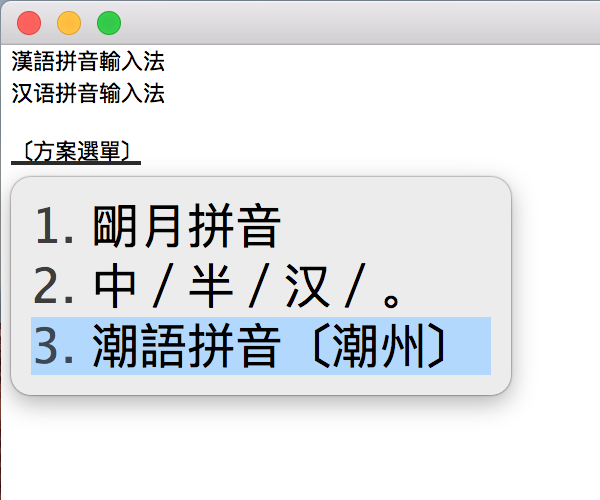 漢語拼音輸入法
汉语拼音输入法
〔方案選單〕
1. 朙月拼音
2. 中 / 半 / 汉 / 。
3. 潮語拼音〔潮州〕